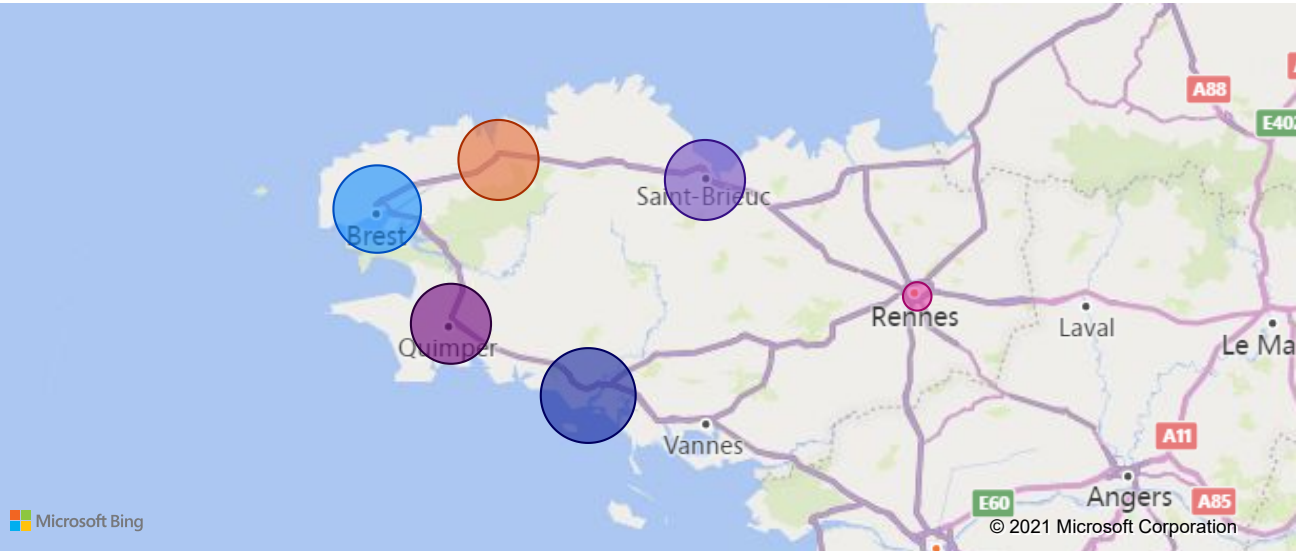 A88
E402
Saint-Brieuc
Brest
Rennes
Laval
Quimper
Le Ma
A11
Vannes
Angers
E60
A85
Microsoft Bing
© 2021 Microsoft Corporation